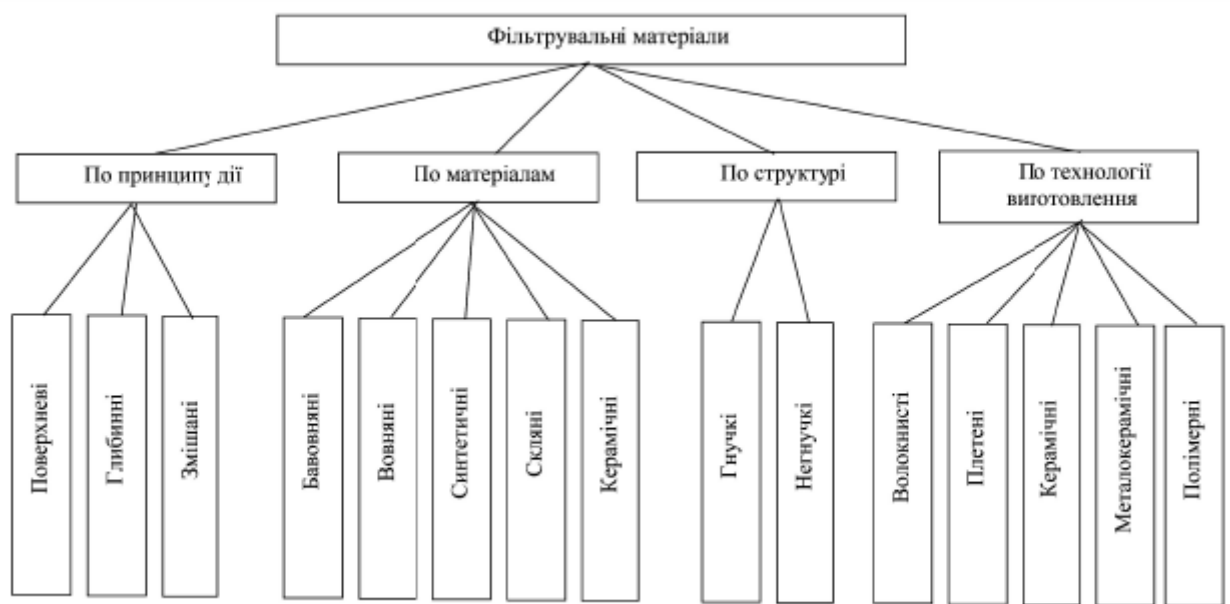 Фільтрувальні матеріали
По принципу дії
По матеріалам
По структурі
По технології
виготовлення
Поверхневі
Глибинні
Змішані
Бавовняні
Вовняні
Синтетичні
Скляні
Керамічні
Гнучкі
Негнучкі
Волокнисті
Плетені
Керамічні
Металокерамічні
Полімерні